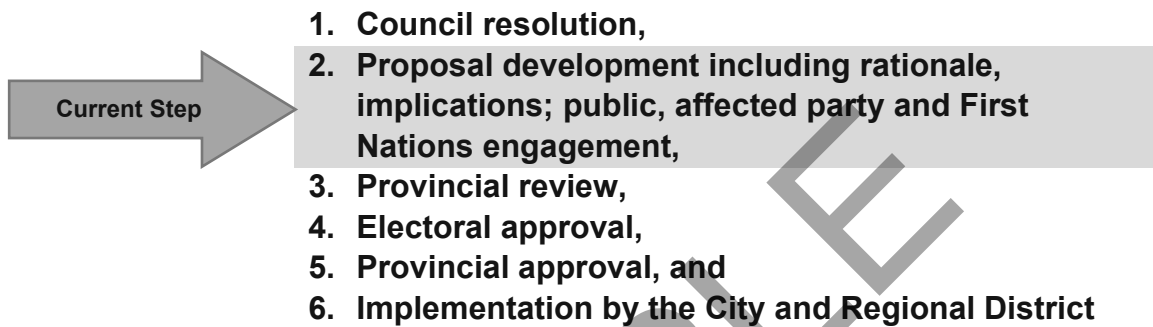 1. Council resolution,
2. Proposal development including rationale,
Current Step
implications; public, affected party and First
Nations engagement,
3. Provincial review,
4. Electoral approval,
5. Provincial approval, and
6. Implementation by the City and Regional District